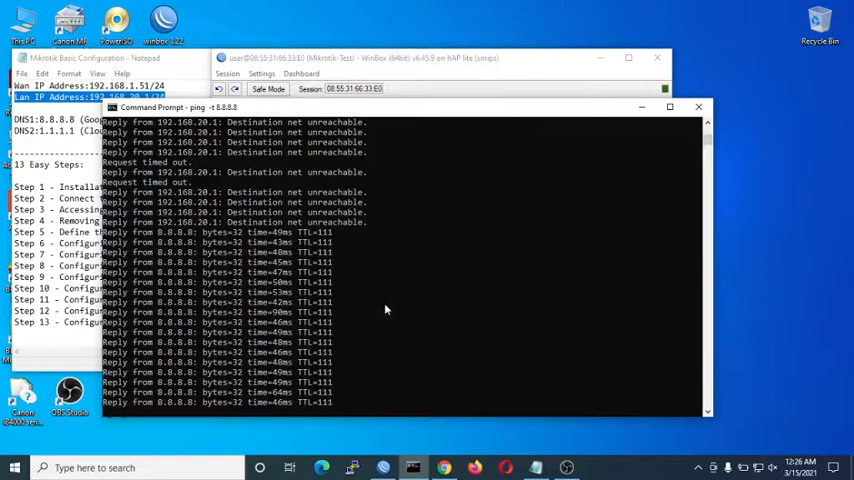 This PC
Canon MF
PowerISO
winbox 3.22
Recycle Bin
Mikrotik Basic Configuration - Notepad
File Edit Format View Help
Wan IP Address:192.168.1.51/24
Lan IP Address:192.168.20.1/24
DNS1:8.8.8.8 (Goo
DNS2:1.1.1.1 (Clou
13 Easy Steps:
Step 1 - Installa
Step 2 - Connect
Step 3 - Accessin
Step 4 - Removing
Step 5 - Define th
Step 6 - Configuri
Step 7 - Configuri
Step 8 - Configuri
Step 9 - Configuri
Step 10 - Configur
Step 11 - Configur
Step 12 - Configur
Step 13 - Configur
user@08:55:31:66:33:E0 (Mikrotik-Test) - WinBox (64bit) v6.45.9 on hAP lite (smips)
Session Settings Dashboard
Safe Mode Session: 08:55:31:66:33:E0
Command Prompt - ping -t 8.8.8.8
Reply from 192.168.20.1: Destination net unreachable.
Reply from 192.168.20.1: Destination net unreachable.
Reply from 192.168.20.1: Destination net unreachable.
Reply from 192.168.20.1: Destination net unreachable.
Request timed out.
Reply from 192.168.20.1: Destination net unreachable.
Request timed out.
Reply from 192.168.20.1: Destination net unreachable.
Reply from 192.168.20.1: Destination net unreachable.
Reply from 192.168.20.1: Destination net unreachable.
Reply from 192.168.20.1: Destination net unreachable.
Reply from 8.8.8.8: bytes=32 time=49ms TTL=111
Reply from 8.8.8.8: bytes=32 time=43ms TTL=111
Reply from 8.8.8.8: bytes=32 time=48ms TTL=111
Reply from 8.8.8.8: bytes=32 time=45ms TTL=111
Reply from 8.8.8.8: bytes=32 time=47ms TTL=111
Reply from 8.8.8.8: bytes=32 time=50ms TTL=111
Reply from 8.8.8.8: bytes=32 time=53ms TTL=111
Reply from 8.8.8.8: bytes=32 time=42ms TTL=111
Reply from 8.8.8.8: bytes=32 time=90ms TTL=111
Reply from 8.8.8.8: bytes=32 time=46ms TTL=111
Reply from 8.8.8.8: bytes=32 time=49ms TTL=111
Reply from 8.8.8.8: bytes=32 time=48ms TTL=111
Reply from 8.8.8.8: bytes=32 time=46ms TTL=111
Reply from 8.8.8.8: bytes=32 time=48ms TTL=111
Reply from 8.8.8.8: bytes=32 time=49ms TTL=111
Reply from 8.8.8.8: bytes=32 time=49ms TTL=111
Reply from 8.8.8.8: bytes=32 time=64ms TTL=111
Reply from 8.8.8.8: bytes=32 time=46ms TTL=111
Canon
iB4000 seri...
OBS Studio
Type here to search
12:26 AM
3/15/2021